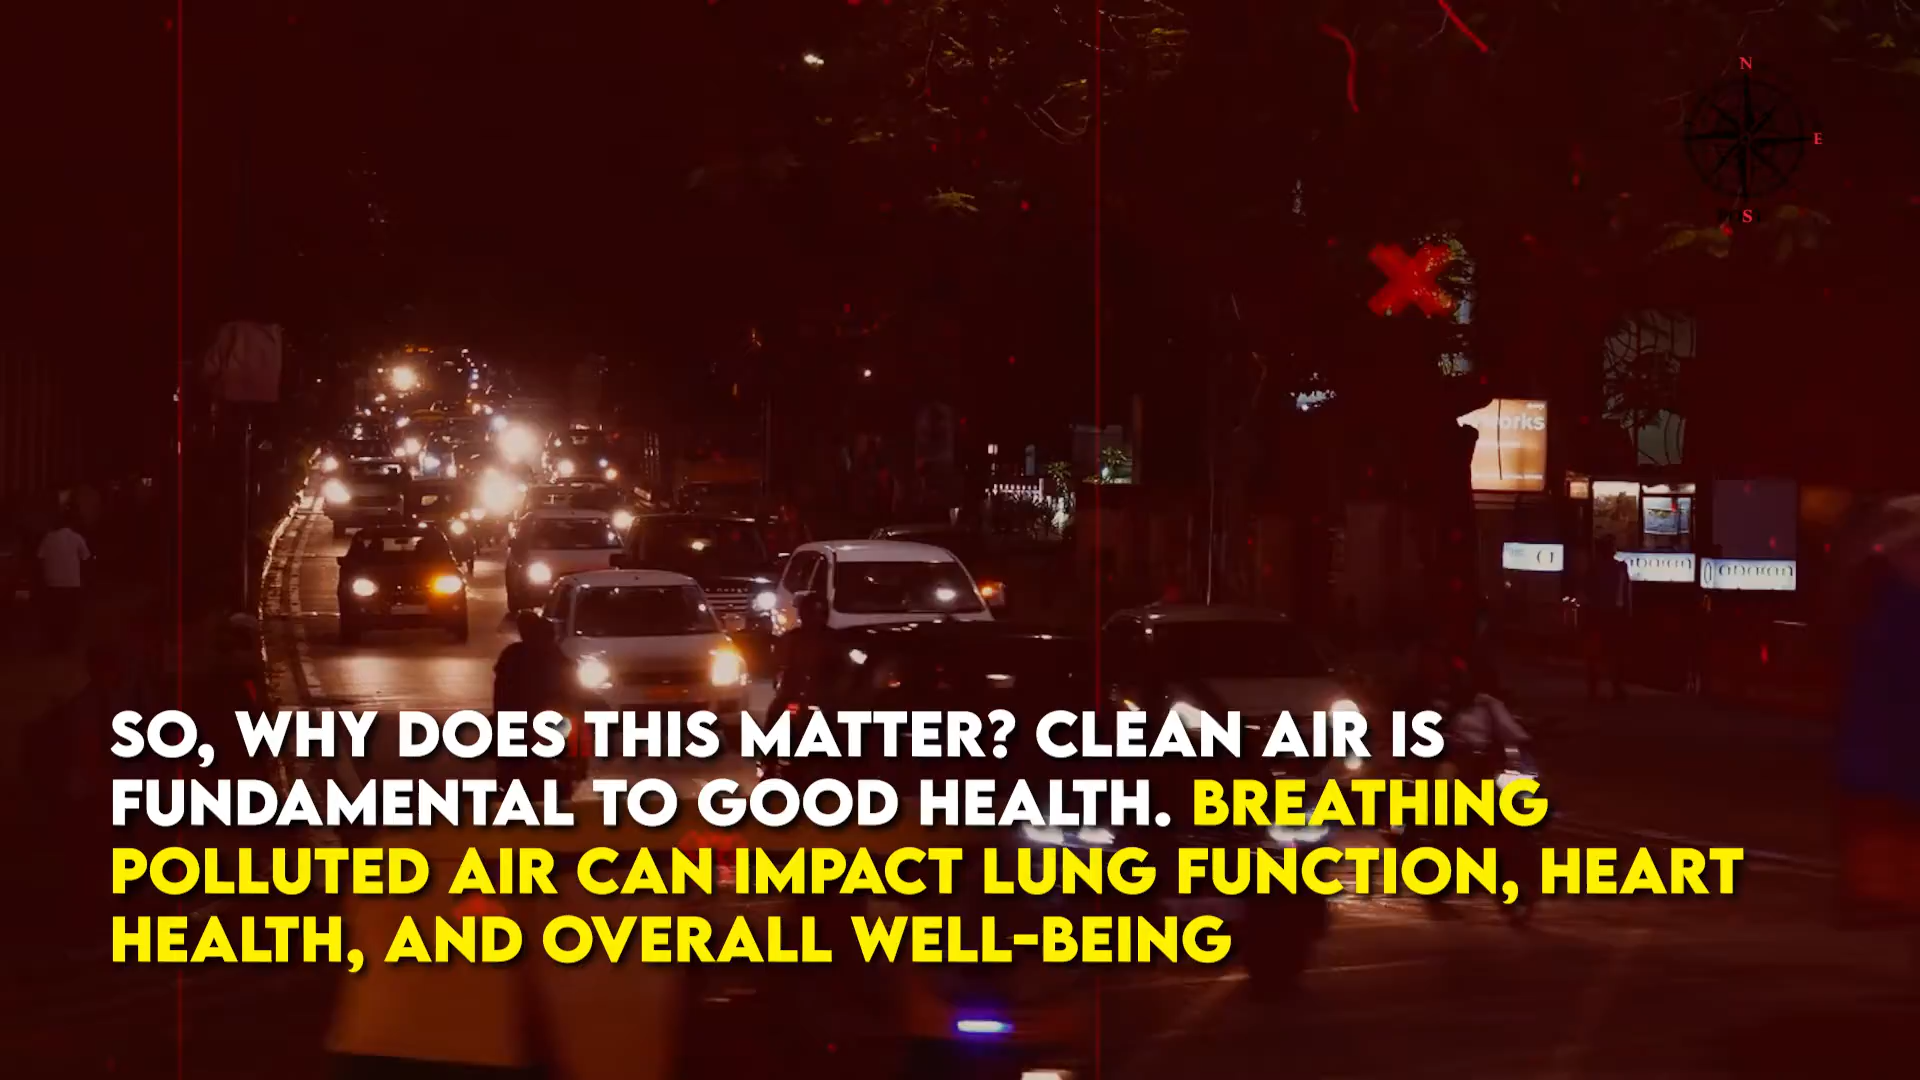 N
E
S
orks
SO, WHY DOES THIS MATTER? CLEAN AIR IS
FUNDAMENTAL TO GOOD HEALTH. BREATHING
POLLUTED AIR CAN IMPACT LUNG FUNCTION, HEART
HEALTH, AND OVERALL WELL-BEING